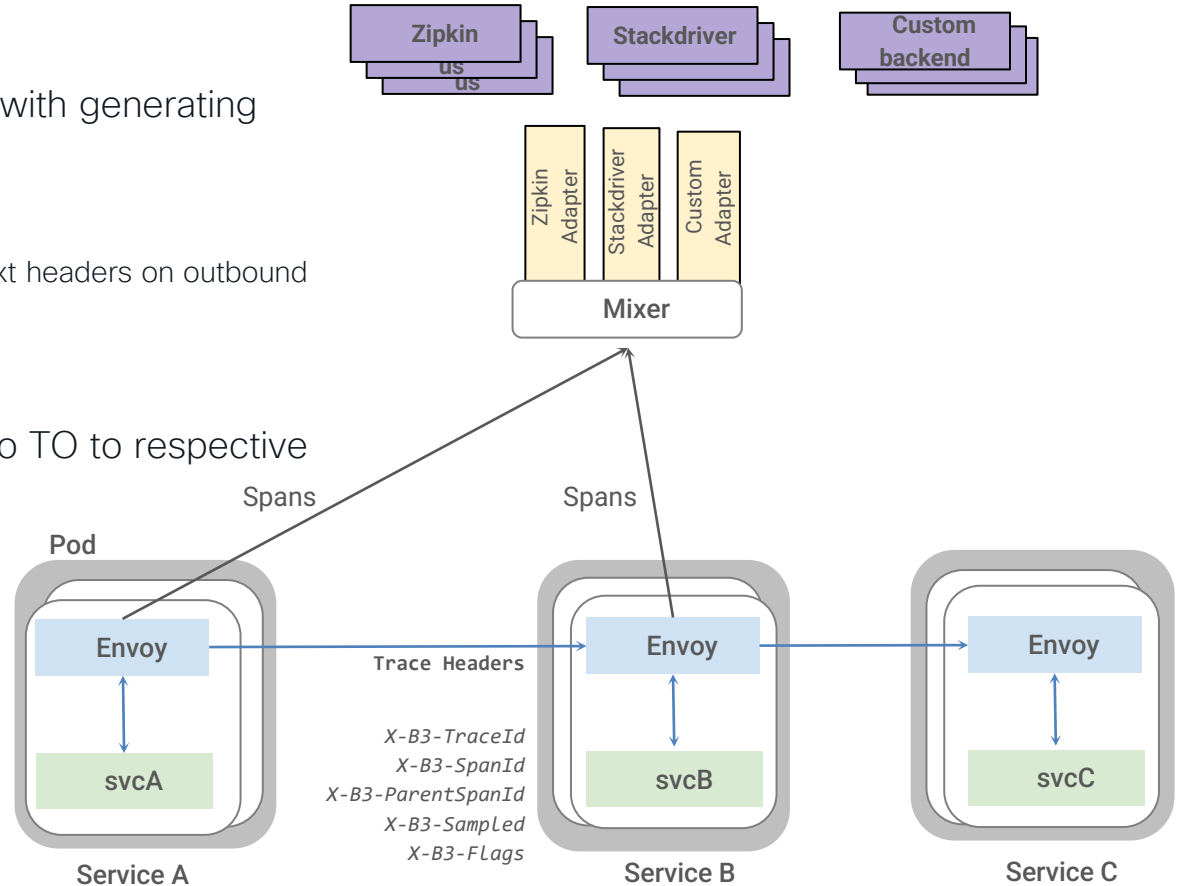 Zipkin
us
us
Stackdriver
Custom
backend
with generating
Zipkin
Adapter
Stackdriver
Adapter
Custom
Adapter
xt headers on outbound
Mixer
o TO to respective
Spans
Spans
Pod
Envoy
Envoy
Envoy
Trace Headers
X-B3-TraceId
X-B3-SpanId
X-B3-ParentSpanId
X-B3-Sampled
X-B3-Flags
svcA
svcB
svcC
Service A
Service B
Service C